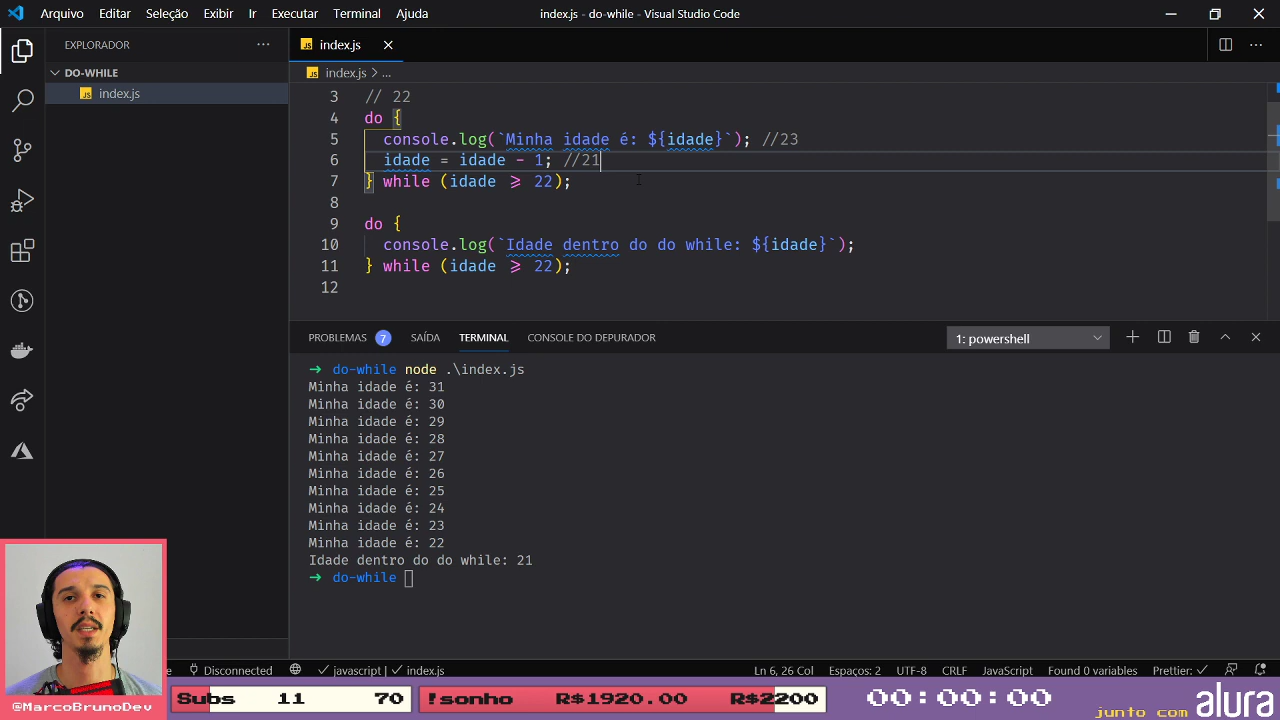 Arquivo Editar Seleção Exibir Ir Executar Terminal Ajuda index.js - do-while - Visual Studio Code
EXPLORADOR
DO-WHILE
JS index.js
JS index.js
JS index.js > ...
3 // 22
4 do {
5 console.log(`Minha idade é: ${idade}`); //23
6 idade = idade - 1; //21
7 } while (idade >= 22);
8
9 do {
10 console.log(`Idade dentro do do while: ${idade}`);
11 } while (idade >= 22);
12
PROBLEMAS 7 SAÍDA TERMINAL CONSOLE DO DEPURADOR 1: powershell
➜ do-while node .\index.js
Minha idade é: 31
Minha idade é: 30
Minha idade é: 29
Minha idade é: 28
Minha idade é: 27
Minha idade é: 26
Minha idade é: 25
Minha idade é: 24
Minha idade é: 23
Minha idade é: 22
Idade dentro do do while: 21
➜ do-while
Disconnected javascript | index.js Ln 6, 26 Col Espaços: 2 UTF-8 CRLF JavaScript Found 0 variables Prettier: ✓
@MarcoBrunoDev
Subs 11 70 !sonho R$1920.00 R$2200 00:00:00
junto com alura